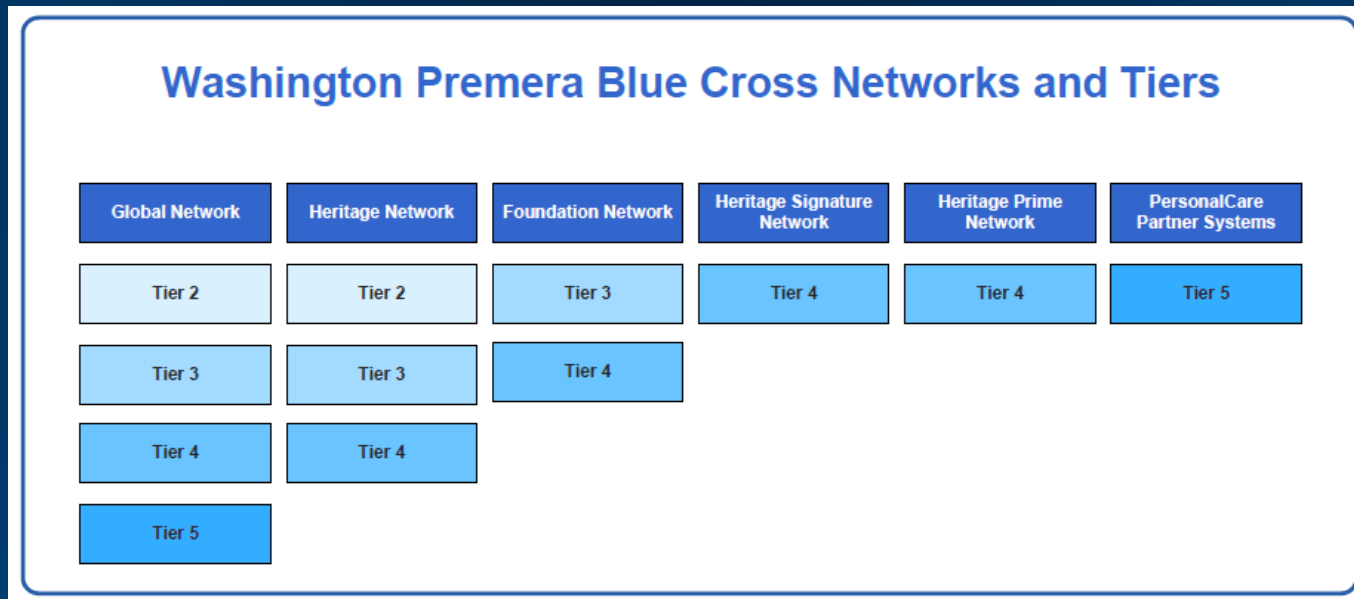 Washington Premera Blue Cross Networks and Tiers
Global Network
Heritage Network
Foundation Network
Heritage Signature
Network
Heritage Prime
Network
PersonalCare
Partner Systems
Tier 2
Tier 2
Tier 3
Tier 4
Tier 4
Tier 5
Tier 3
Tier 3
Tier 4
Tier 4
Tier 4
Tier 5